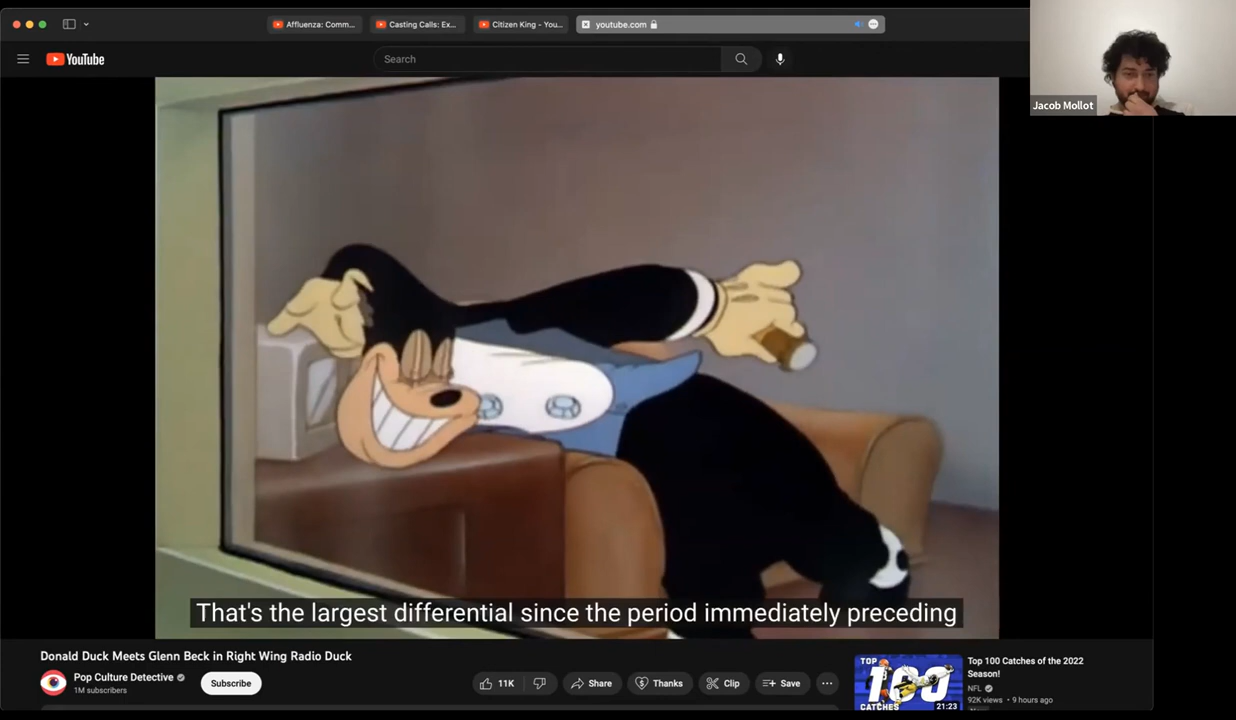 Affluenza: Comm...
Casting Calls: Ex...
Citizen King - You...
youtube.com
YouTube
Search
Jacob Mollot
That's the largest differential since the period immediately preceding
Donald Duck Meets Glenn Beck in Right Wing Radio Duck
Pop Culture Detective
1M subscribers
Subscribe
11K
Share
Thanks
Clip
Save
TOP
100
CATCHES
21:23
Top 100 Catches of the 2022
Season!
NFL
92K views • 9 hours ago